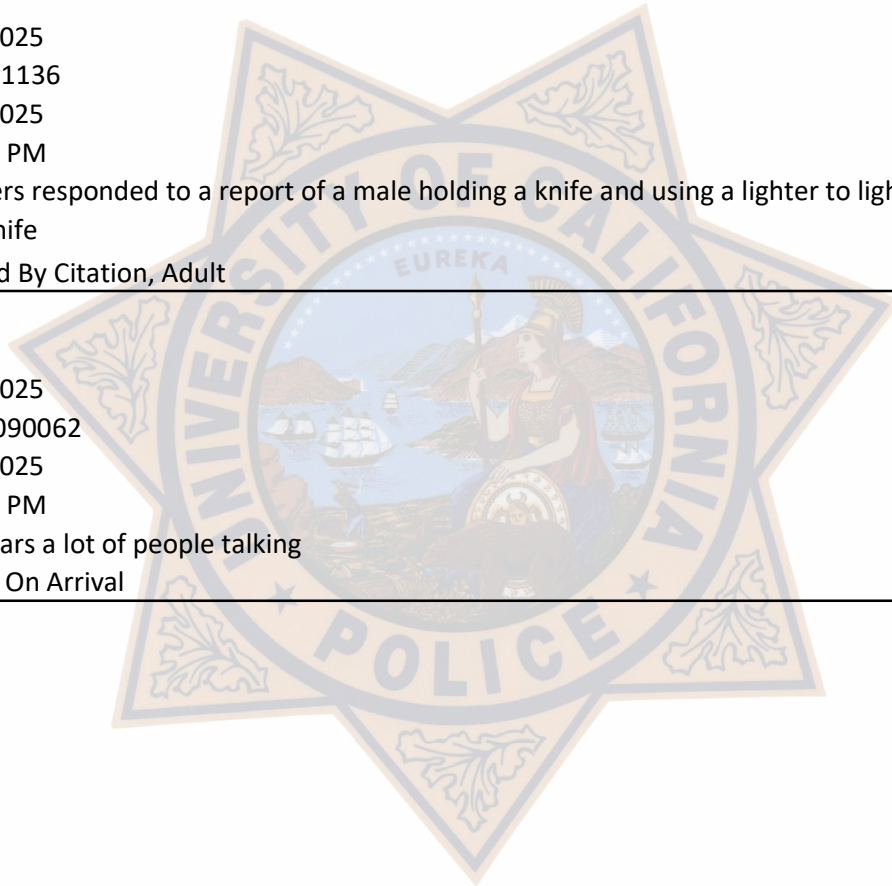 025
1136
025
PM
ers responded to a report of a male holding a knife and using a lighter to ligh
nife
d By Citation, Adult
025
090062
025
PM
ars a lot of people talking
On Arrival
UNIVERSITY OF CALIFORNIA
EUREKA
POLICE